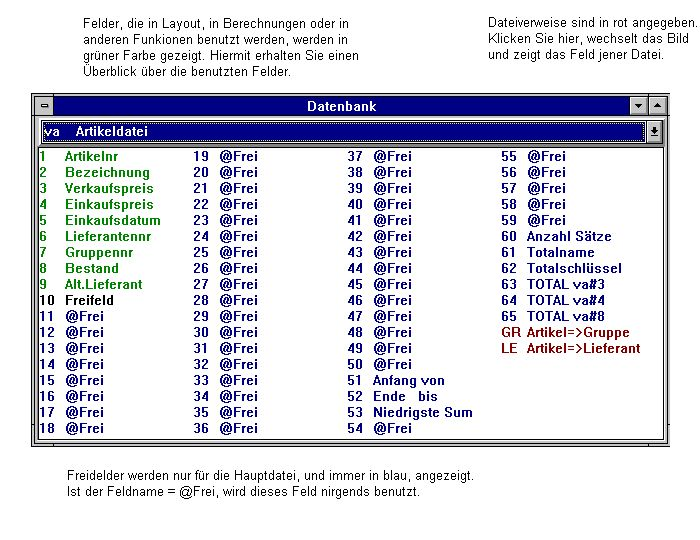 Felder, die in Layout, in Berechnungen oder in
anderen Funkionen benutzt werden, werden in
grüner Farbe gezeigt. Hiermit erhalten Sie einen
Überblick über die benutzten Felder.
Dateiverweise sind in rot angegeben.
Klicken Sie hier, wechselt das Bild
und zeigt das Feld jener Datei.
Datenbank
va Artikeldatei
1 Artikelnr 19 @Frei 37 @Frei 55 @Frei
2 Bezeichnung 20 @Frei 38 @Frei 56 @Frei
3 Verkaufspreis 21 @Frei 39 @Frei 57 @Frei
4 Einkaufspreis 22 @Frei 40 @Frei 58 @Frei
5 Einkaufsdatum 23 @Frei 41 @Frei 59 @Frei
6 Lieferantennr 24 @Frei 42 @Frei 60 Anzahl Sätze
7 Gruppennr 25 @Frei 43 @Frei 61 Totalname
8 Bestand 26 @Frei 44 @Frei 62 Totalschlüssel
9 Alt.Lieferant 27 @Frei 45 @Frei 63 TOTAL va#3
10 Freifeld 28 @Frei 46 @Frei 64 TOTAL va#4
11 @Frei 29 @Frei 47 @Frei 65 TOTAL va#8
12 @Frei 30 @Frei 48 @Frei GR Artikel=>Gruppe
13 @Frei 31 @Frei 49 @Frei LE Artikel=>Lieferant
14 @Frei 32 @Frei 50 @Frei
15 @Frei 33 @Frei 51 Anfang von
16 @Frei 34 @Frei 52 Ende bis
17 @Frei 35 @Frei 53 Niedrigste Sum
18 @Frei 36 @Frei 54 @Frei
Freidelder werden nur für die Hauptdatei, und immer in blau, angezeigt.
Ist der Feldname = @Frei, wird dieses Feld nirgends benutzt.